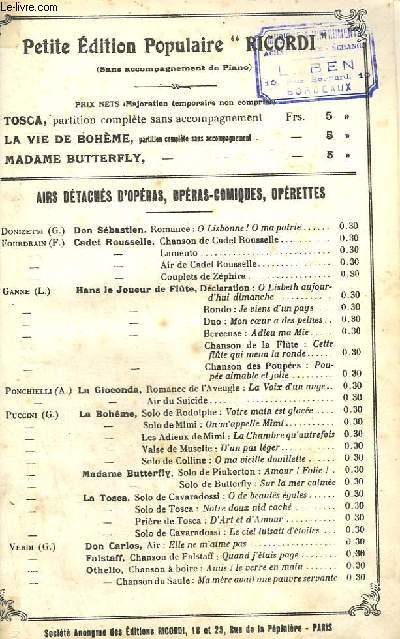 Petite Édition Populaire "RICORDI"
(Sans accompagnement de Piano)
L. BEN
BORDEAUX
PRIX NETS (Majoration temporaire non comprise)
TOSCA, partition complète sans accompagnement Frs. 5 »
LA VIE DE BOHÈME, partition complète sans accompagnement — 5 »
MADAME BUTTERFLY, — — 5 »
AIRS DÉTACHÉS D'OPÉRAS, OPÉRAS-COMIQUES, OPÉRETTES
DONIZETTI (G.) Don Sébastien, Romance : O Lisbonne ! O ma patrie ...... 0.30
FOURDRAIN (F.) Cadet Rousselle, Chanson de Cadet Rousselle ...... 0.30
— — Lamento ...... 0.30
— — Air de Cadet Rousselle ...... 0.30
— — Couplets de Zéphire ...... 0.30
GANNE (L.) Hans le Joueur de Flûte, Déclaration : O Lisbeth aujour-
d'hui dimanche ...... 0.30
— — Rondo : Je viens d'un pays 0.30
— — Duo : Mon cœur a des peines .. 0.30
— — Berceuse : Adieu ma Mie ..... 0.30
— — Chanson de la Flûte : Cette
flûte qui mena la ronde ..... 0.30
— — Chanson des Poupées : Pou-
pée aimable et jolie ...... 0.30
PONCHIELLI (A.) La Gioconda, Romance de l'Aveugle : La Voix d'un ange .. 0.30
— — Air du Suicide ...... 0.30
PUCCINI (G.) La Bohême, Solo de Rodolphe : Votre main est glacée .... 0.30
— — Solo de Mimi : On m'appelle Mimi ...... 0.30
— — Les Adieux de Mimi : La Chambre qu'autrefois 0.30
— — Valse de Musette : D'un pas léger ...... 0.30
— — Solo de Colline : O ma vieille douillette ... 0.30
— Madame Butterfly, Solo de Pinkerton : Amour ! Folie ! . 0.30
— — Solo de Butterfly : Sur la mer calmée 0.30
— La Tosca, Solo de Cavaradossi : O de beautés égales ..... 0.30
— — Solo de Tosca : Notre doux nid caché ...... 0.30
— — Prière de Tosca : D'Art et d'Amour ...... 0.30
— — Solo de Cavaradossi : Le ciel luisait d'étoiles ... 0.30
VERDI (G.) Don Carlos, Air : Elle ne m'aime pas ...... 0.30
— Falstaff, Chanson de Falstaff : Quand j'étais page ...... 0.30
— Othello, Chanson à boire : Amis ! le verre en main ...... 0.30
— — Chanson du Saule : Ma mère avait une pauvre servante 0.30
Société Anonyme des Éditions RICORDI, 18 et 23, Rue de la Pépinière - PARIS